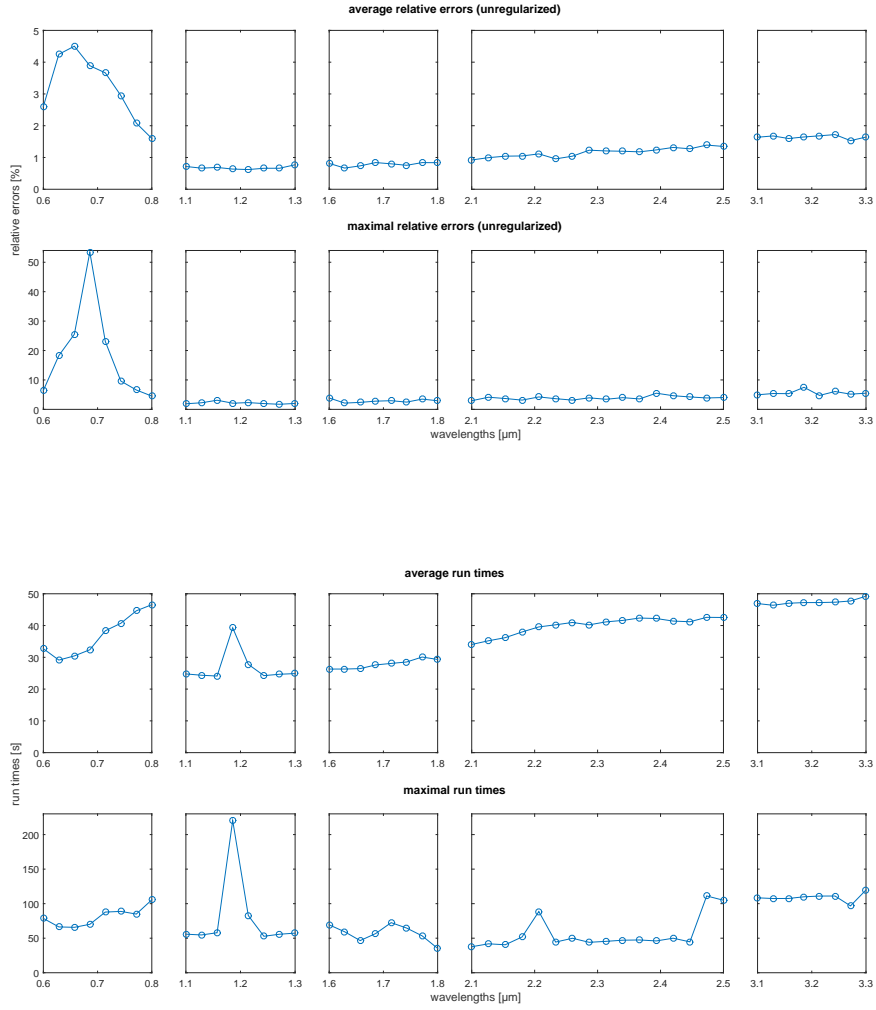 average relative errors (unregularized)
5
4
3
2
1
0
0.6 0.7 0.8 1.1 1.2 1.3 1.6 1.7 1.8 2.1 2.2 2.3 2.4 2.5 3.1 3.2 3.3
relative errors [%]
maximal relative errors (unregularized)
50
40
30
20
10
0
0.6 0.7 0.8 1.1 1.2 1.3 1.6 1.7 1.8 2.1 2.2 2.3 2.4 2.5 3.1 3.2 3.3
wavelengths [µm]
average run times
50
40
30
20
10
0
0.6 0.7 0.8 1.1 1.2 1.3 1.6 1.7 1.8 2.1 2.2 2.3 2.4 2.5 3.1 3.2 3.3
run times [s]
maximal run times
200
150
100
50
0
0.6 0.7 0.8 1.1 1.2 1.3 1.6 1.7 1.8 2.1 2.2 2.3 2.4 2.5 3.1 3.2 3.3
wavelengths [µm]